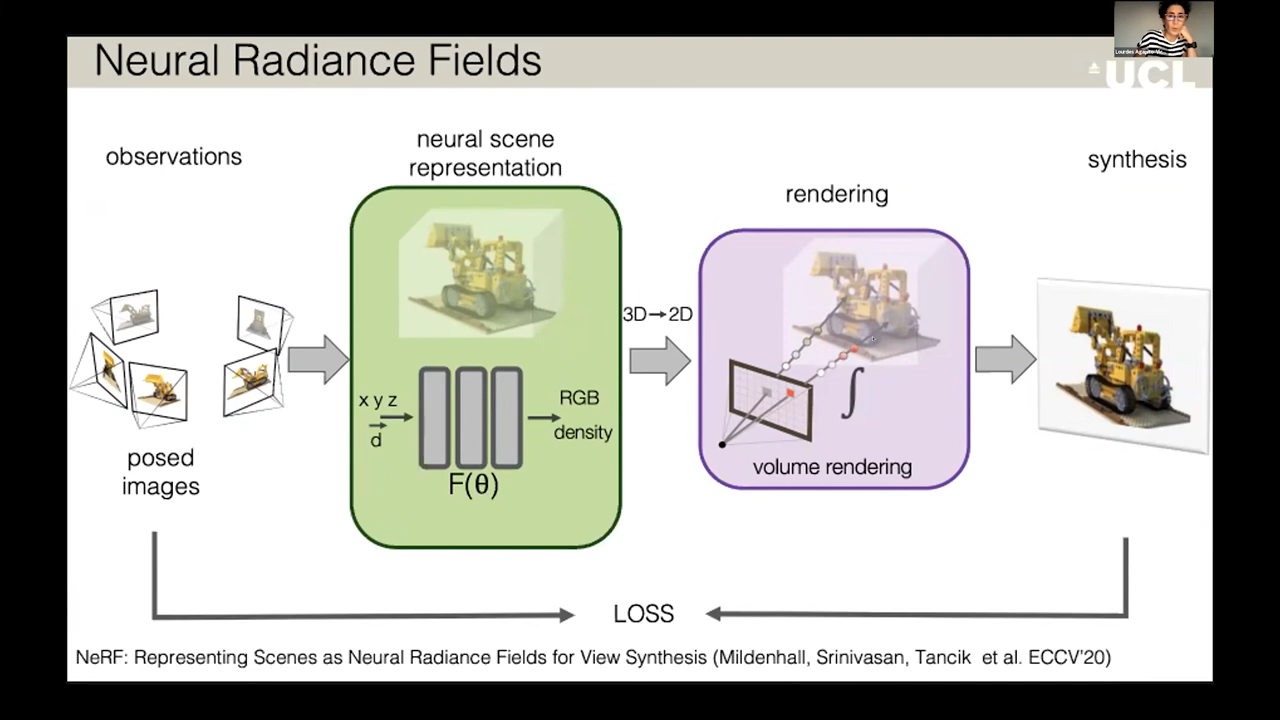 Neural Radiance Fields
UCL
observations
neural scene
representation
rendering
synthesis
3D→2D
x y z
d
RGB
density
F(θ)
∫
volume rendering
posed
images
LOSS
NeRF: Representing Scenes as Neural Radiance Fields for View Synthesis (Mildenhall, Srinivasan, Tancik et al. ECCV'20)